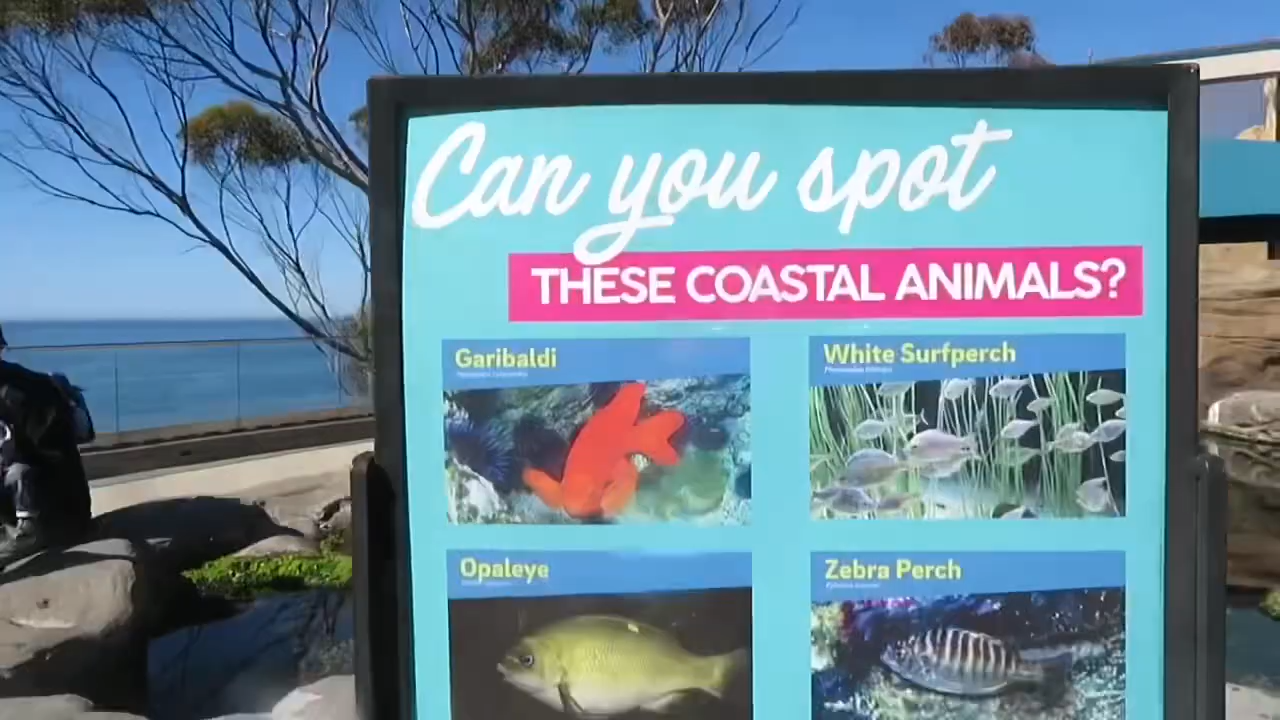 Can you spot
THESE COASTAL ANIMALS?
Garibaldi
White Surfperch
Opaleye
Zebra Perch